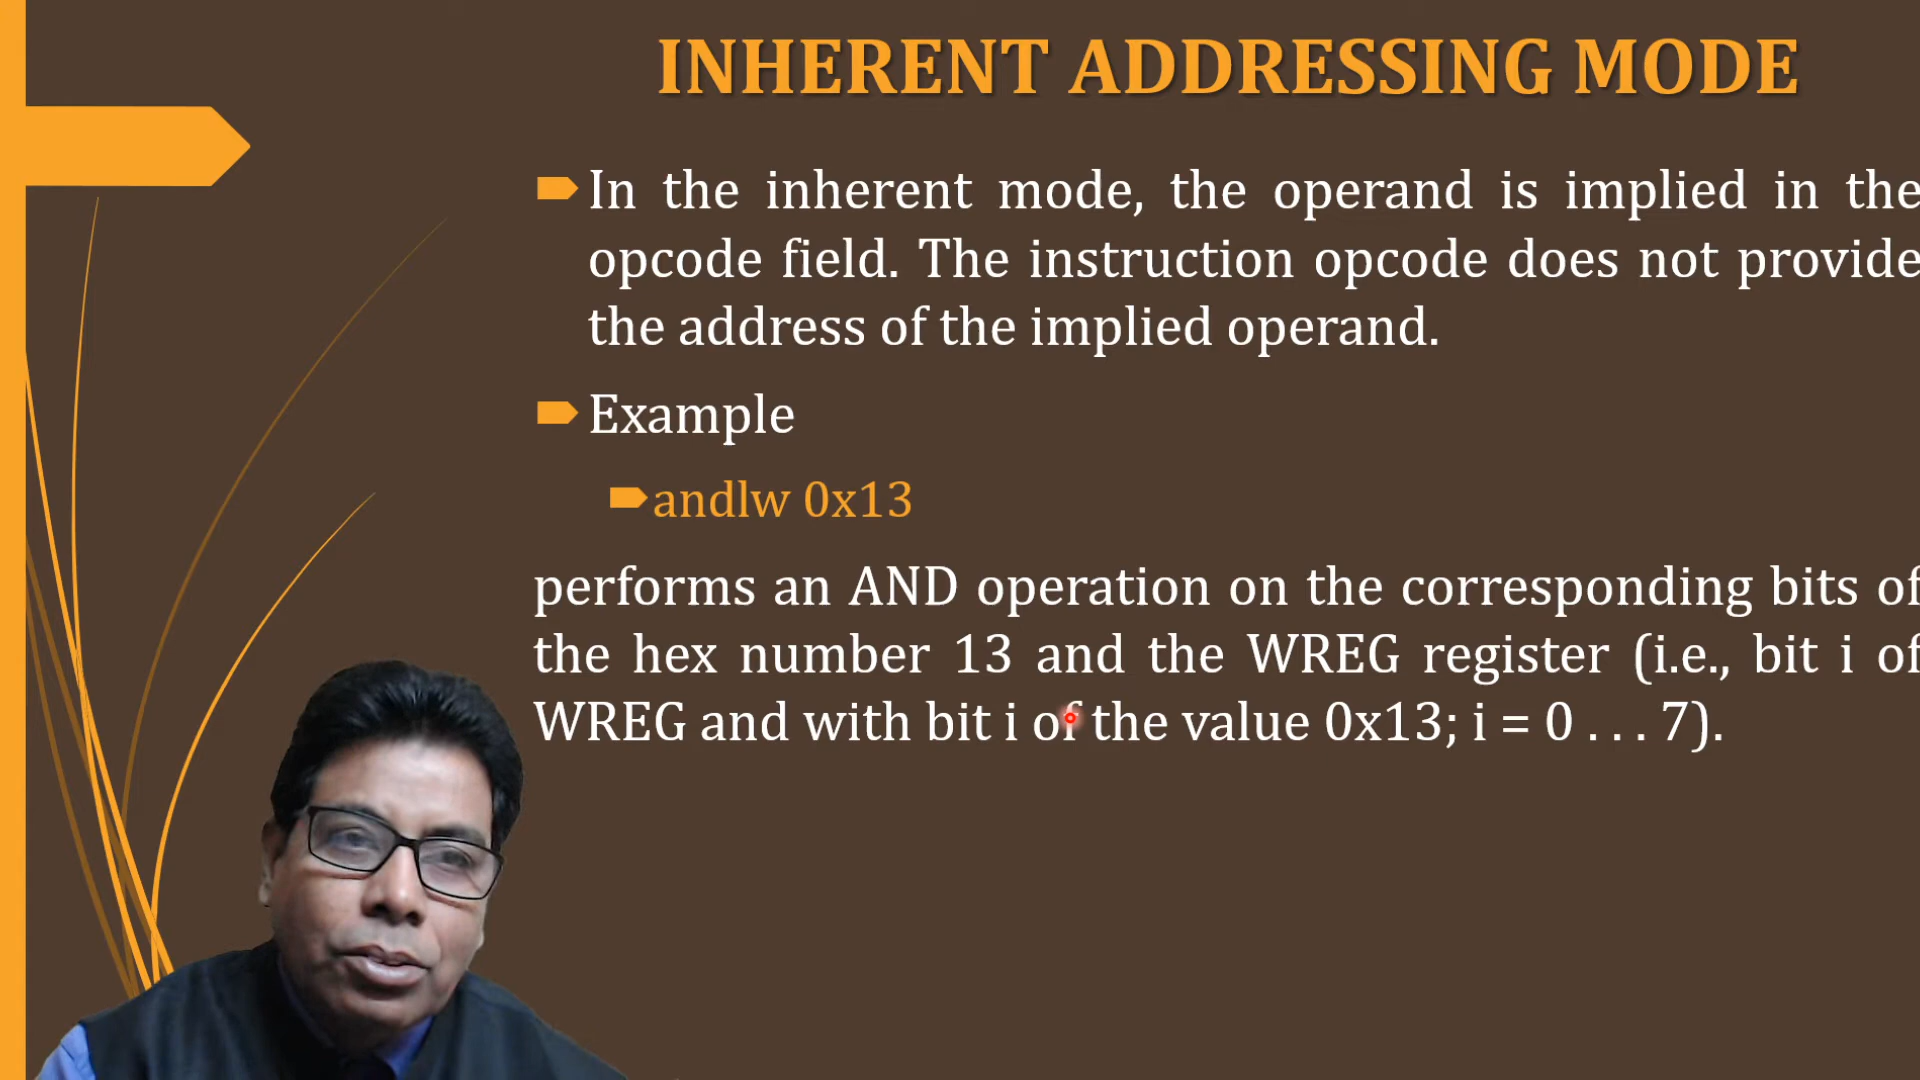 INHERENT ADDRESSING MODE
In the inherent mode, the operand is implied in the
opcode field. The instruction opcode does not provide
the address of the implied operand.
Example
andlw 0x13
performs an AND operation on the corresponding bits of
the hex number 13 and the WREG register (i.e., bit i of
WREG and with bit i of the value 0x13; i = 0 . . . 7).